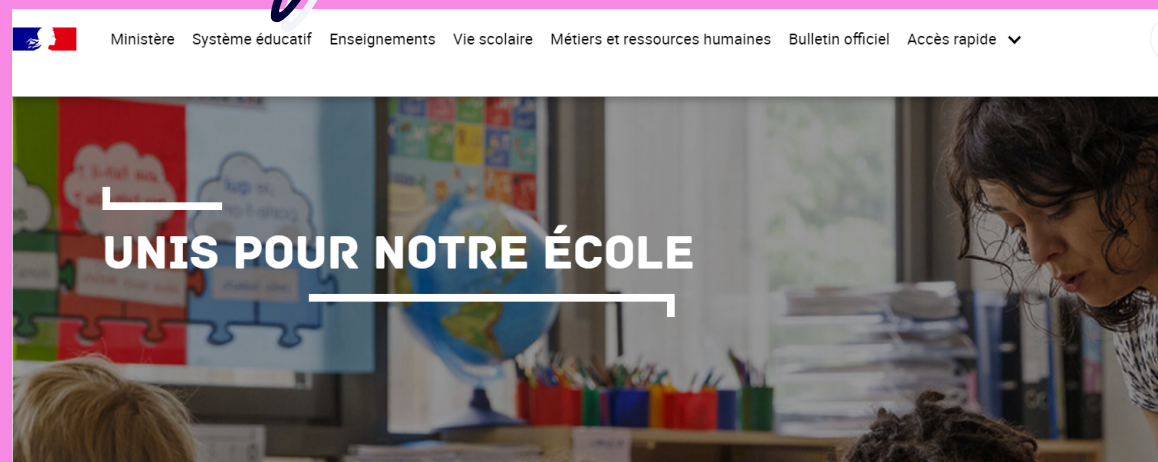 Ministère Système éducatif Enseignements Vie scolaire Métiers et ressources humaines Bulletin officiel Accès rapide
UNIS POUR NOTRE ÉCOLE